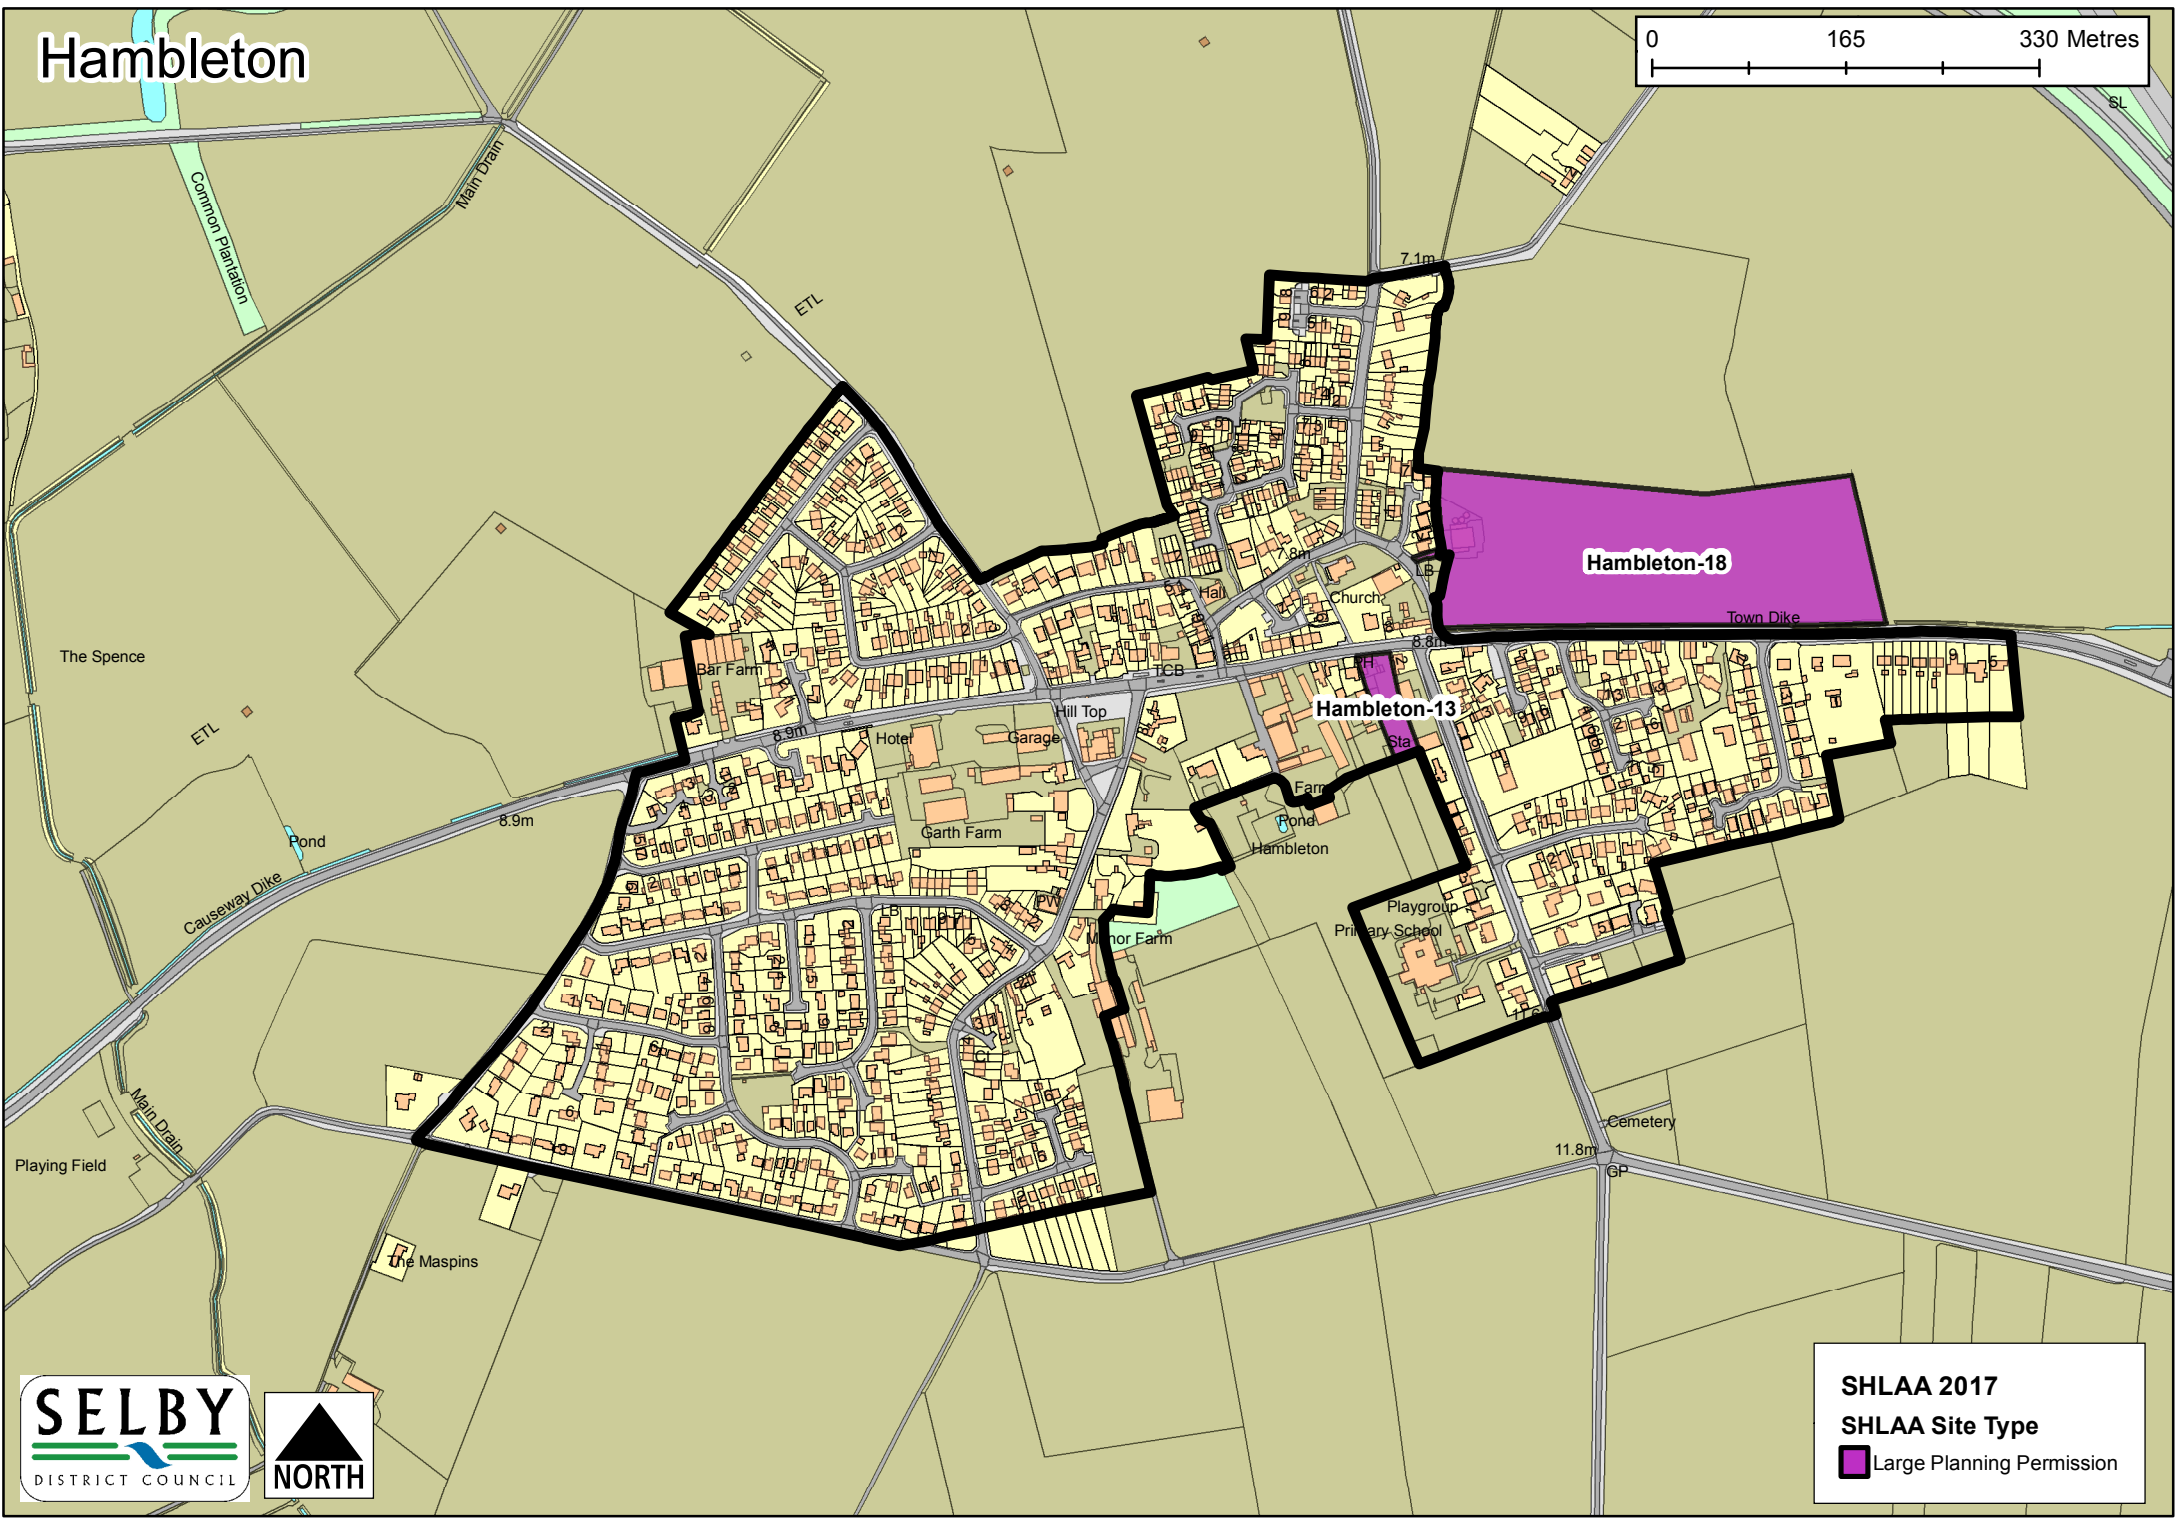 Hambleton
0 165 330 Metres
SL
Common Plantation
Main Drain
7.1m
ETL
Hambleton-18
7.8m
LB
Hall
Church
Town Dike
The Spence
8.8m
Bar Farm
TCB
PH
Hambleton-13
Hill Top
ETL
8.9m
Hotel
Garage
Sta
Farm
8.9m
Pond
Garth Farm
Pond
Hambleton
Causeway Dike
LB
PW
Playgroup
Manor Farm
Primary School
Ct
Main Drain
Cemetery
Playing Field
11.8m
GP
The Maspins
SELBY
DISTRICT COUNCIL
NORTH
SHLAA 2017
SHLAA Site Type
Large Planning Permission